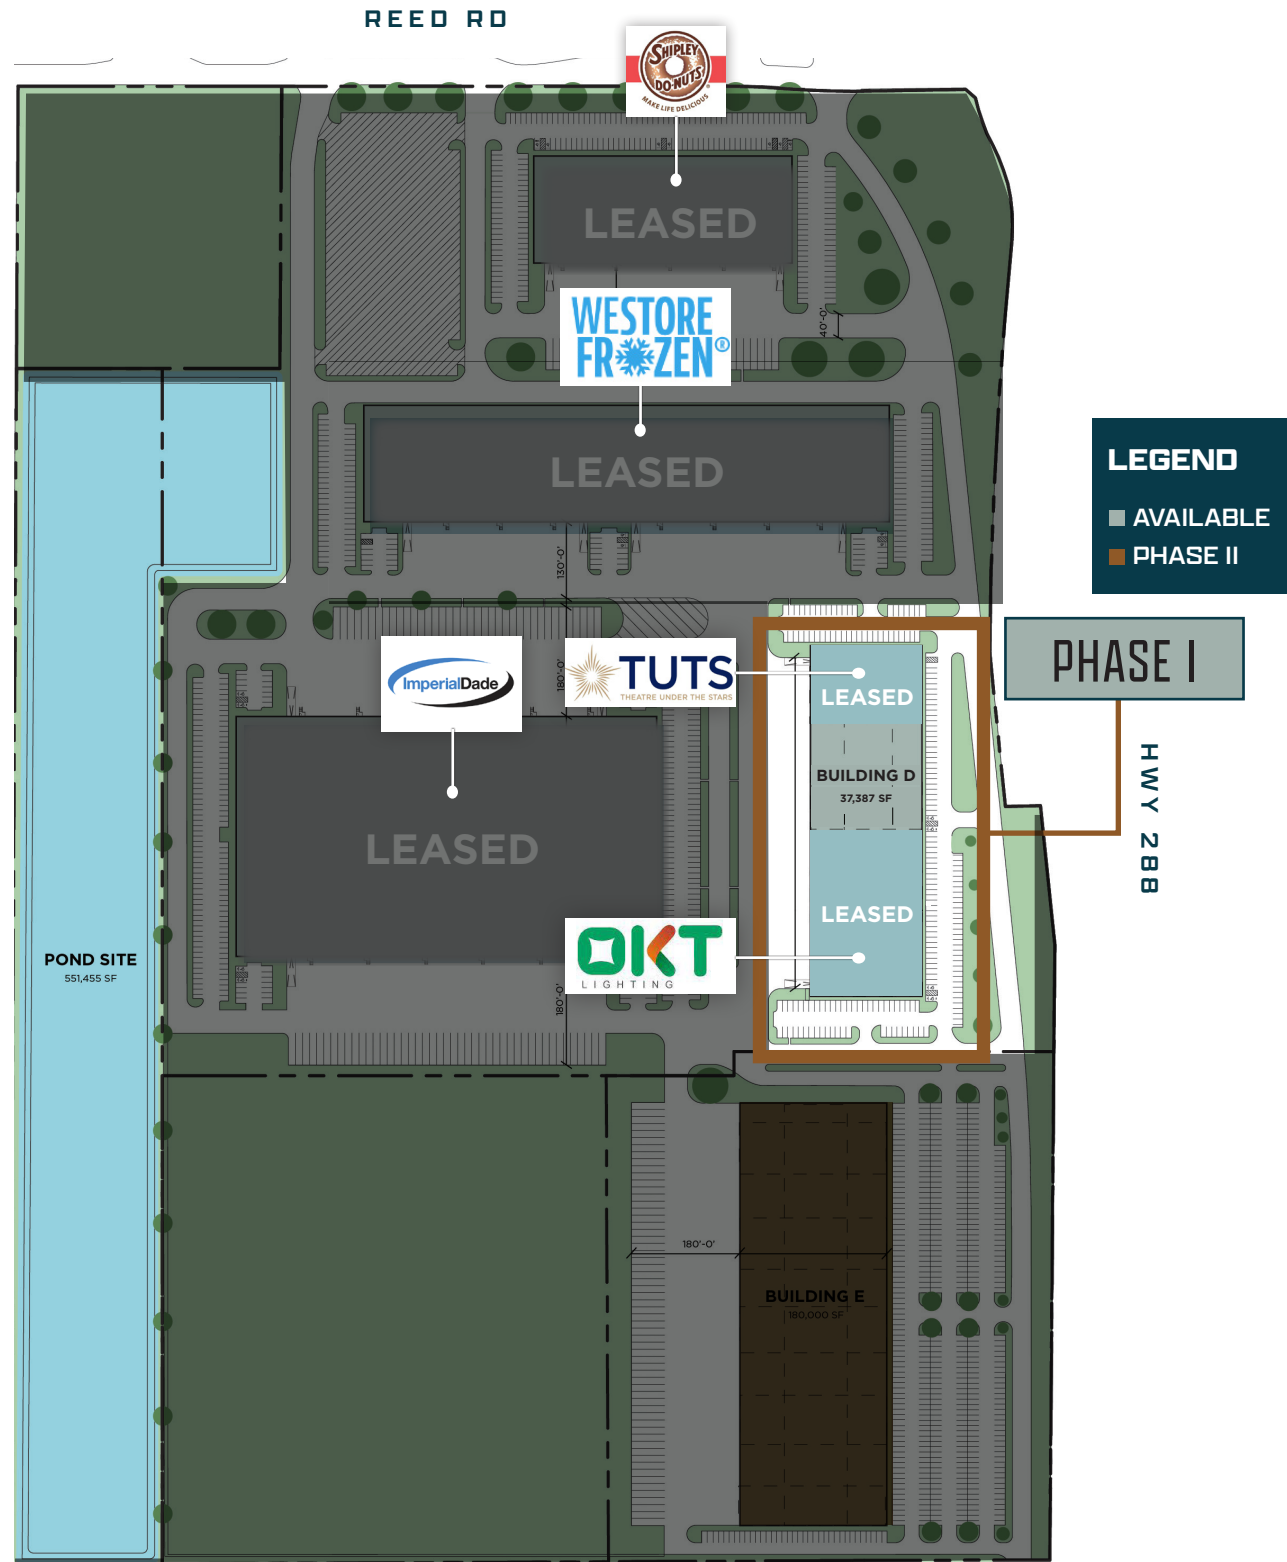 REED RD
SHIPLEY
DO-NUTS
MAKE LIFE DELICIOUS
LEASED
WESTORE
FROZEN®
40'-0"
LEASED
LEGEND
AVAILABLE
PHASE II
130'-0"
PHASE I
180'-0"
ImperialDade
TUTS
THEATRE UNDER THE STARS
LEASED
BUILDING D
37,387 SF
HWY 288
LEASED
LEASED
OKT
LIGHTING
POND SITE
551,455 SF
180'-0"
180'-0"
BUILDING E
180,000 SF